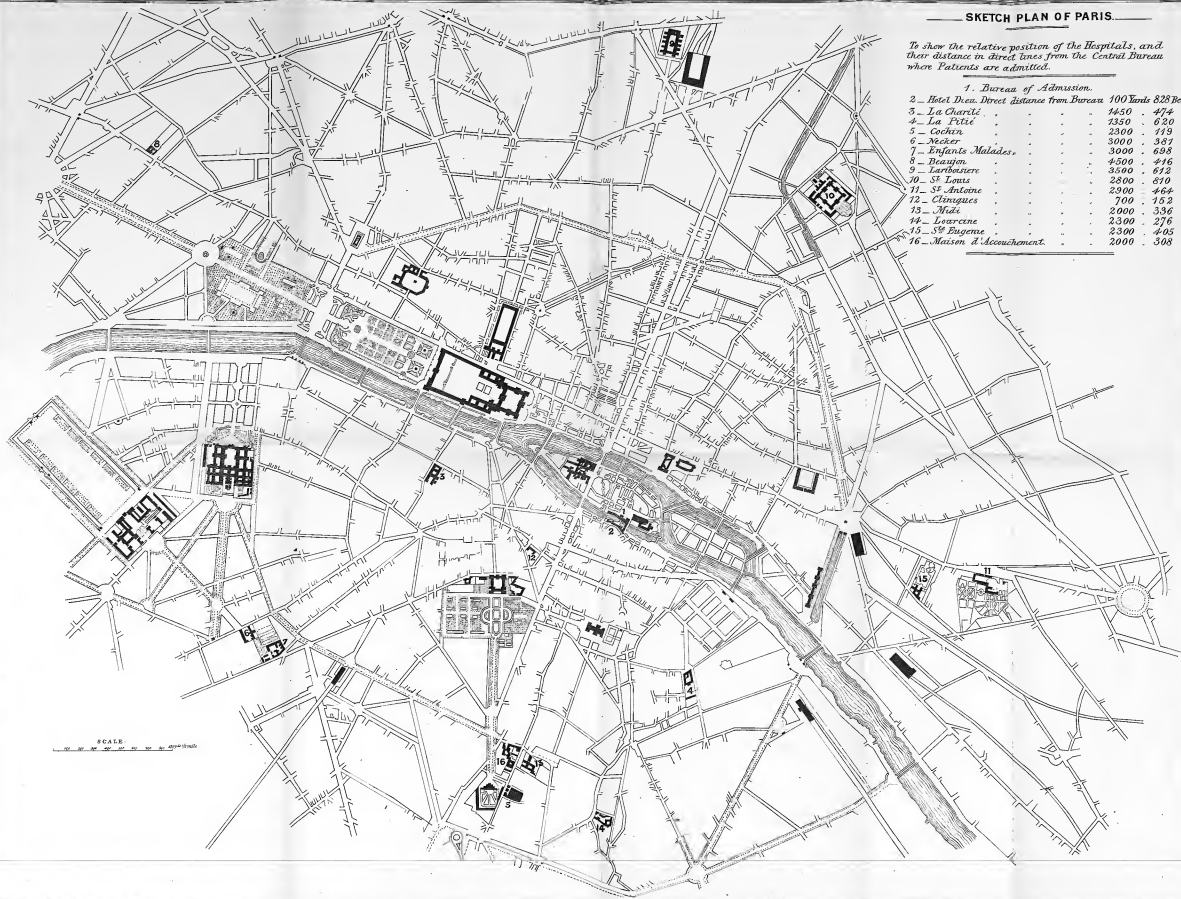 SKETCH PLAN OF PARIS.
To show the relative position of the Hospitals, and
their distance in direct lines from the Central Bureau
where Patients are admitted.
1. Bureau of Admission.
2 _ Hotel Dieu. Direct distance from Bureau 100 Yards 828 Be
3 _ La Charité . . . . 1450 . 474
4 _ La Pitié . . . . 1350 . 620
5 _ Cochin . . . . 2300 . 119
6 _ Necker . . . . 3000 . 387
7 _ Enfants Malades. . . . 3000 . 698
8 _ Beaujon . . . . 4500 . 416
9 _ Lariboisiere . . . . 3500 . 612
10 _ St. Louis . . . . 2800 . 810
11 _ St. Antoine . . . . 2900 . 464
12 _ Cliniques . . . . 700 . 152
13 _ Midi . . . . 2000 . 336
14 _ Lourcine . . . . 2300 . 276
15 _ Ste Eugenie . . . . 2300 . 405
16 _ Maison d'Accouchement . . . 2000 . 308
9
8
10
3
1
2
12
15
11
6
7
4
16
13
5
14
SCALE